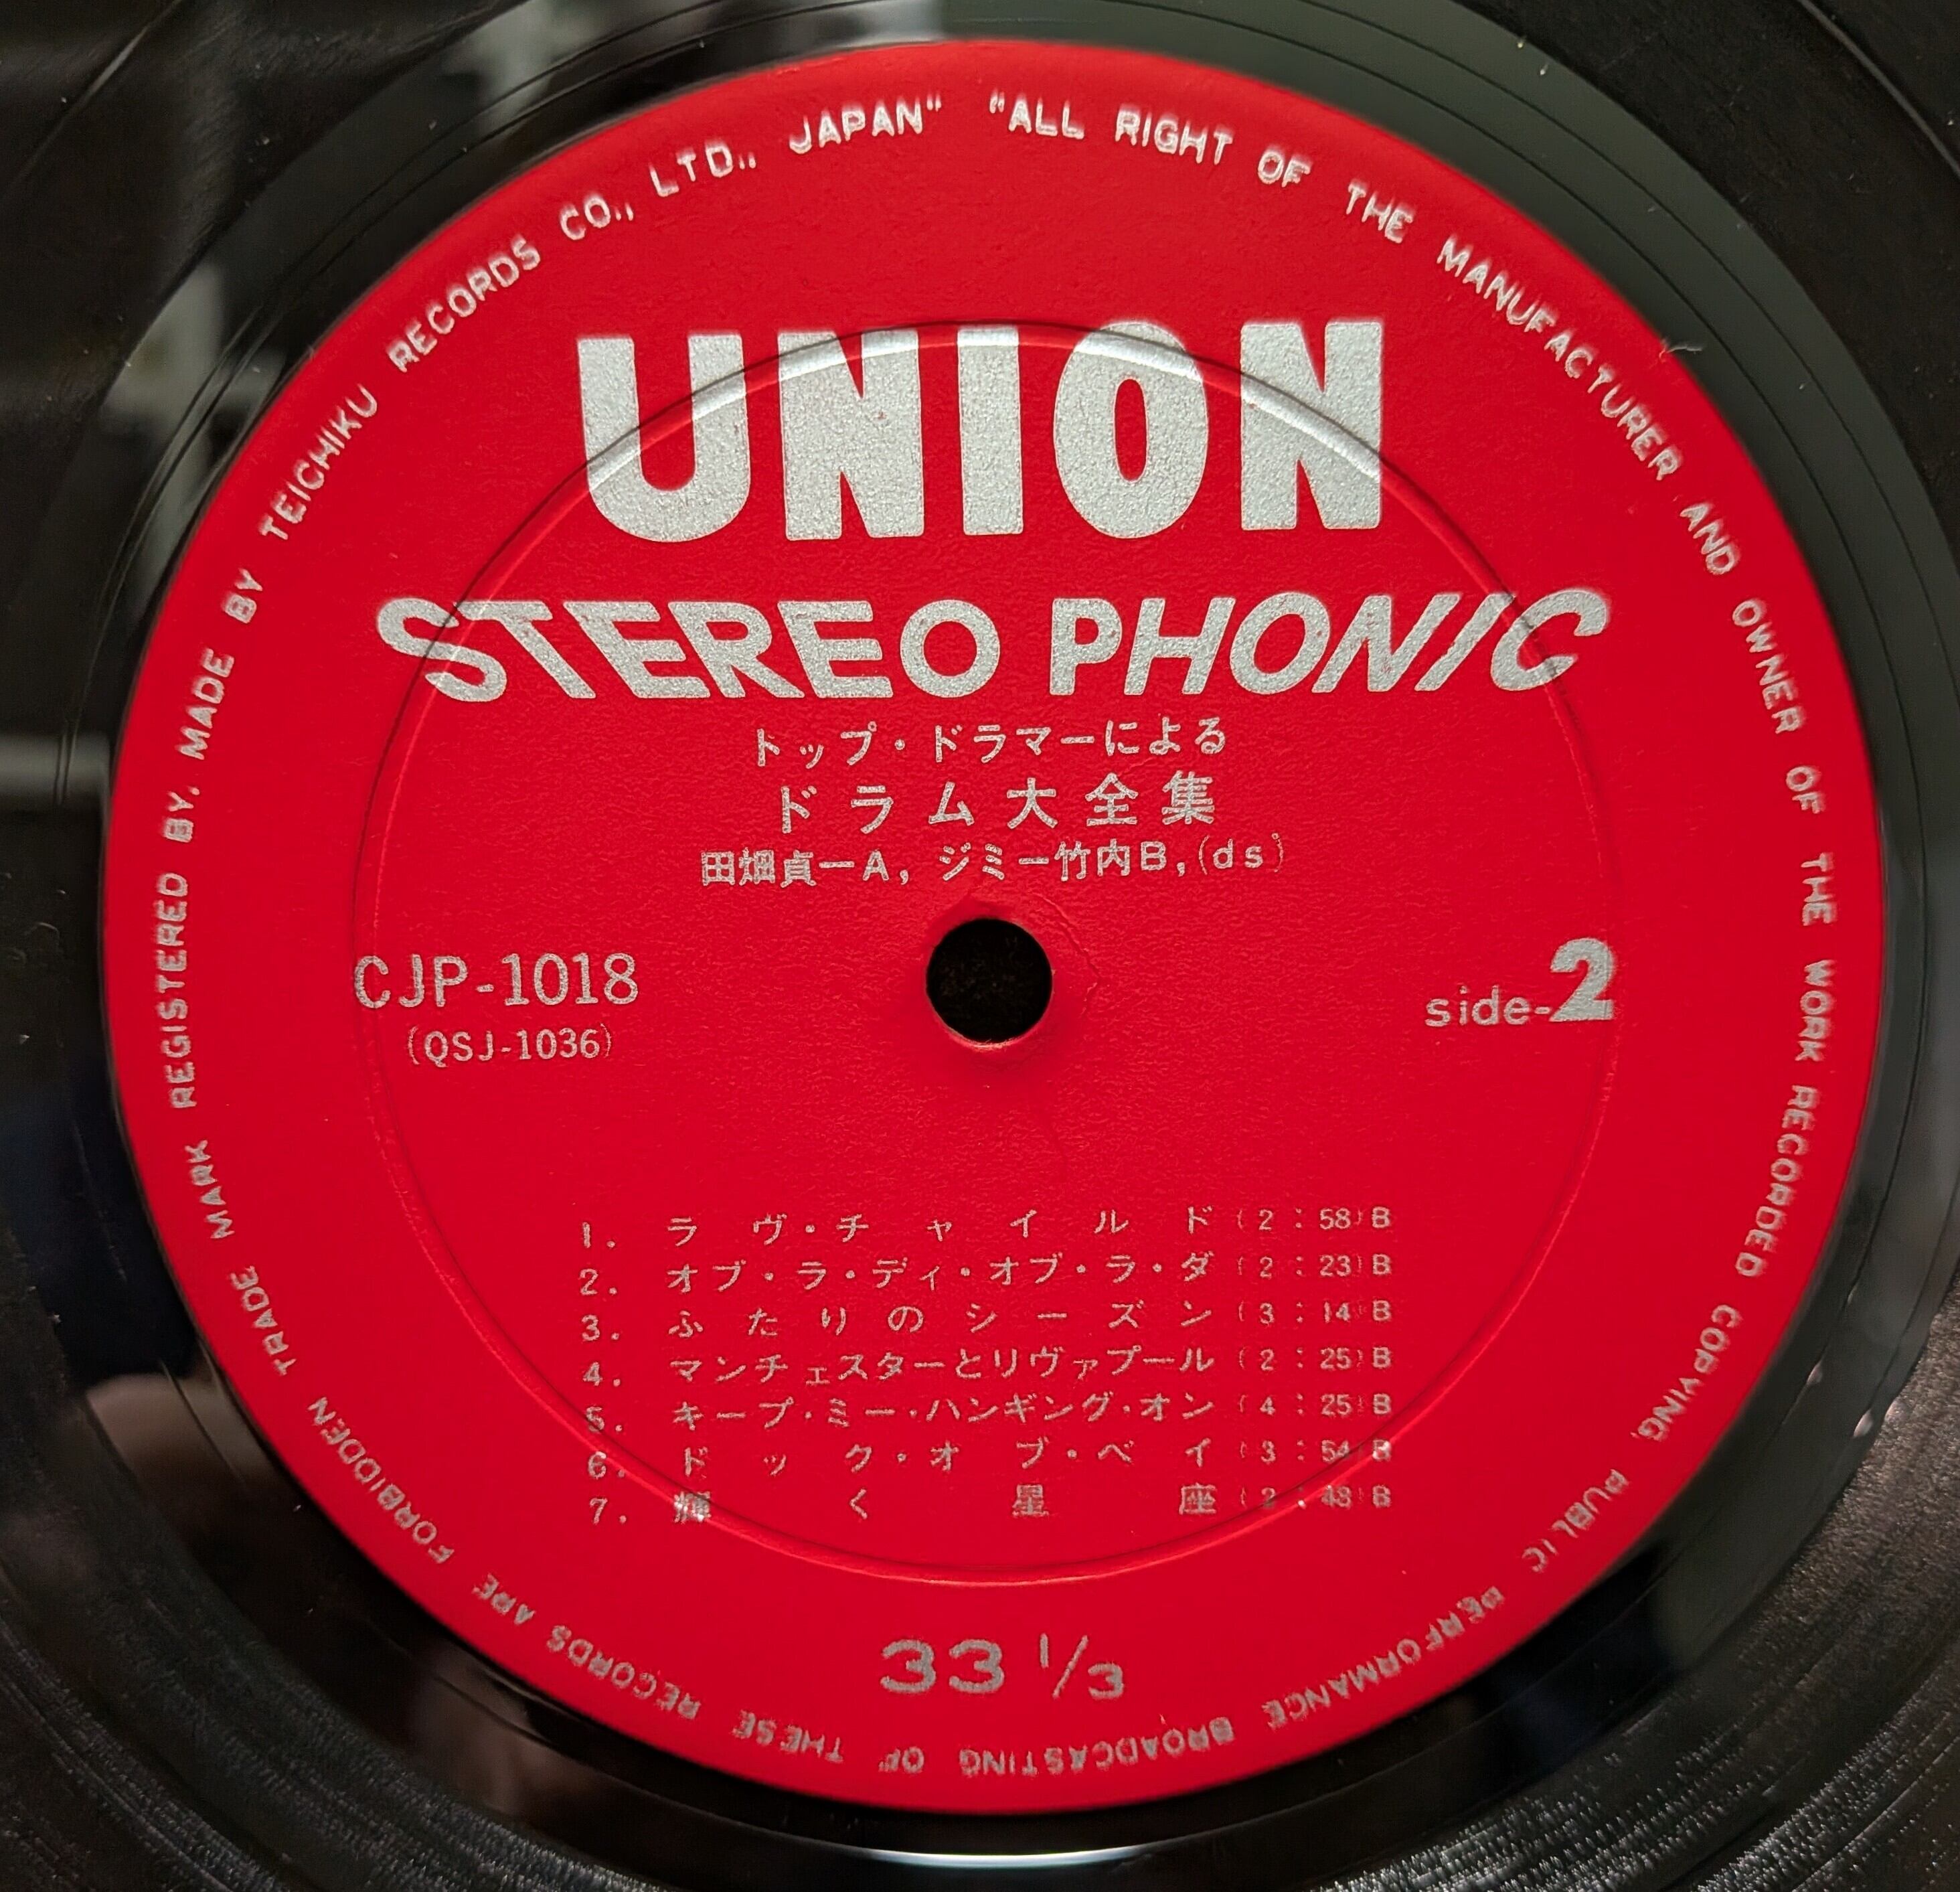 TRADE MARK REGISTERED BY. MADE BY TEICHIKU RECORDS CO., LTD., JAPAN" "ALL RIGHT OF THE MANUFACTURER AND OWNER OF THE WORK RECORDED COPYING, PUBLIC PERFORMANCE BROADCASTING OF THESE RECORDS ARE FORBIDDEN
UNION
STEREO PHONIC
トップ・ドラマーによる
ドラム大全集
田畑貞一A, ジミー竹内B,(ds)
CJP-1018
(QSJ-1036)
side-2
1. ラヴ・チャイルド(2:58)B
2. オブ・ラ・ディ・オブ・ラ・ダ(2:23)B
3. ふたりのシーズン(3:14)B
4. マンチェスターとリヴァプール(2:25)B
5. キープ・ミー・ハンギング・オン(4:25)B
6. ドック・オブ・ベイ(3:54)B
7. 輝く星座(2:48)B
33 1/3